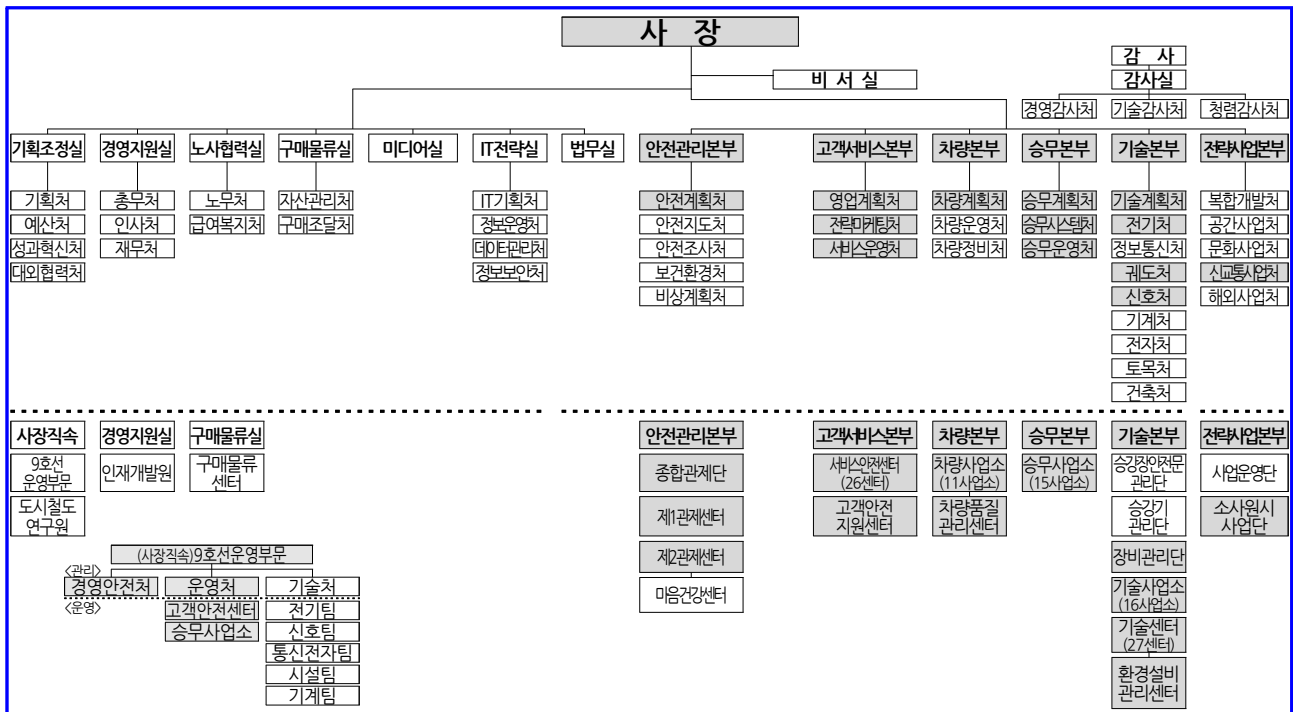 사 장
감 사
비 서 실
감사실
경영감사처 기술감사처 청렴감사처
기획조정실 경영지원실 노사협력실 구매물류실 미디어실 IT전략실 법무실 안전관리본부 고객서비스본부 차량본부 승무본부 기술본부 전략사업본부
기획처 총무처 노무처 자산관리처 IT기획처 안전계획처 영업계획처 차량계획처 승무계획처 기술계획처 복합개발처
예산처 인사처 급여복지처 구매조달처 정보운영처 안전지도처 전략마케팅처 차량운영처 승무시스템처 전기처 공간사업처
성과혁신처 재무처 데이터관리처 안전조사처 서비스운영처 차량정비처 승무운영처 정보통신처 문화사업처
대외협력처 정보보안처 보건환경처 궤도처 신교통사업처
비상계획처 신호처 해외사업처
기계처
전자처
토목처
건축처
사장직속 경영지원실 구매물류실 안전관리본부 고객서비스본부 차량본부 승무본부 기술본부 전략사업본부
9호선
운영부문
인재개발원
구매물류
센터
종합관제단
서비스안전센터
(26센터)
차량사업소
(11사업소)
승무사업소
(15사업소)
승강장안전문
관리단
사업운영단
도시철도
연구원
제1관제센터
고객안전
지원센터
차량품질
관리센터
승강기
관리단
소사원시
사업단
(사장직속)9호선운영부문
제2관제센터
장비관리단
<관리>
경영안전처 운영처 기술처
마음건강센터
기술사업소
(16사업소)
<운영>
고객안전센터 전기팀
승무사업소 신호팀
기술센터
(27센터)
통신전자팀
시설팀
환경설비
관리센터
기계팀